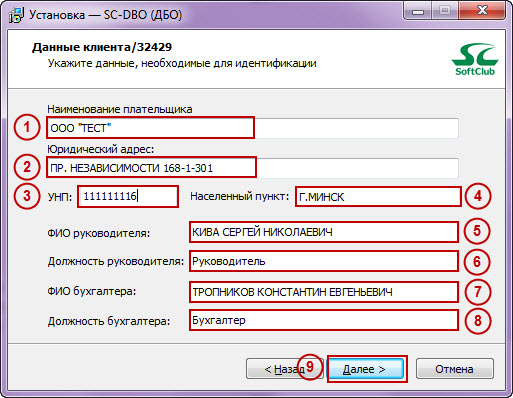 Установка — SC-DBO (ДБО)
Данные клиента/32429
Укажите данные, необходимые для идентификации
SC
SoftClub
Наименование плательщика
1 ООО "ТЕСТ"
Юридический адрес:
2 ПР. НЕЗАВИСИМОСТИ 168-1-301
3 УНП: 111111116 Населенный пункт: Г.МИНСК 4
ФИО руководителя: КИВА СЕРГЕЙ НИКОЛАЕВИЧ 5
Должность руководителя: Руководитель 6
ФИО бухгалтера: ТРОПНИКОВ КОНСТАНТИН ЕВГЕНЬЕВИЧ 7
Должность бухгалтера: Бухгалтер 8
< Назад 9 Далее > Отмена